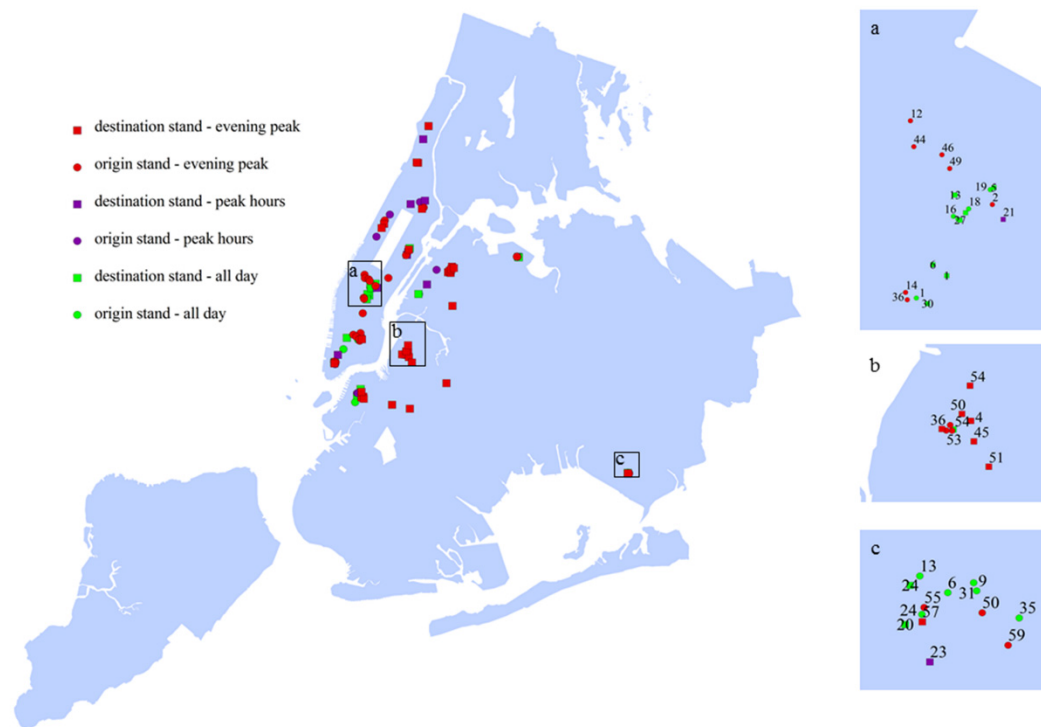 destination stand - evening peak
origin stand - evening peak
destination stand - peak hours
origin stand - peak hours
destination stand - all day
origin stand - all day
a
b
c
a
12
44
46
49
19 5
13
2
18
16
21
27
6
1
14
1
36
30
b
54
50
36 54 4
53
45
51
c
13
24
6
9
31
55
50
35
24 57
20
59
23